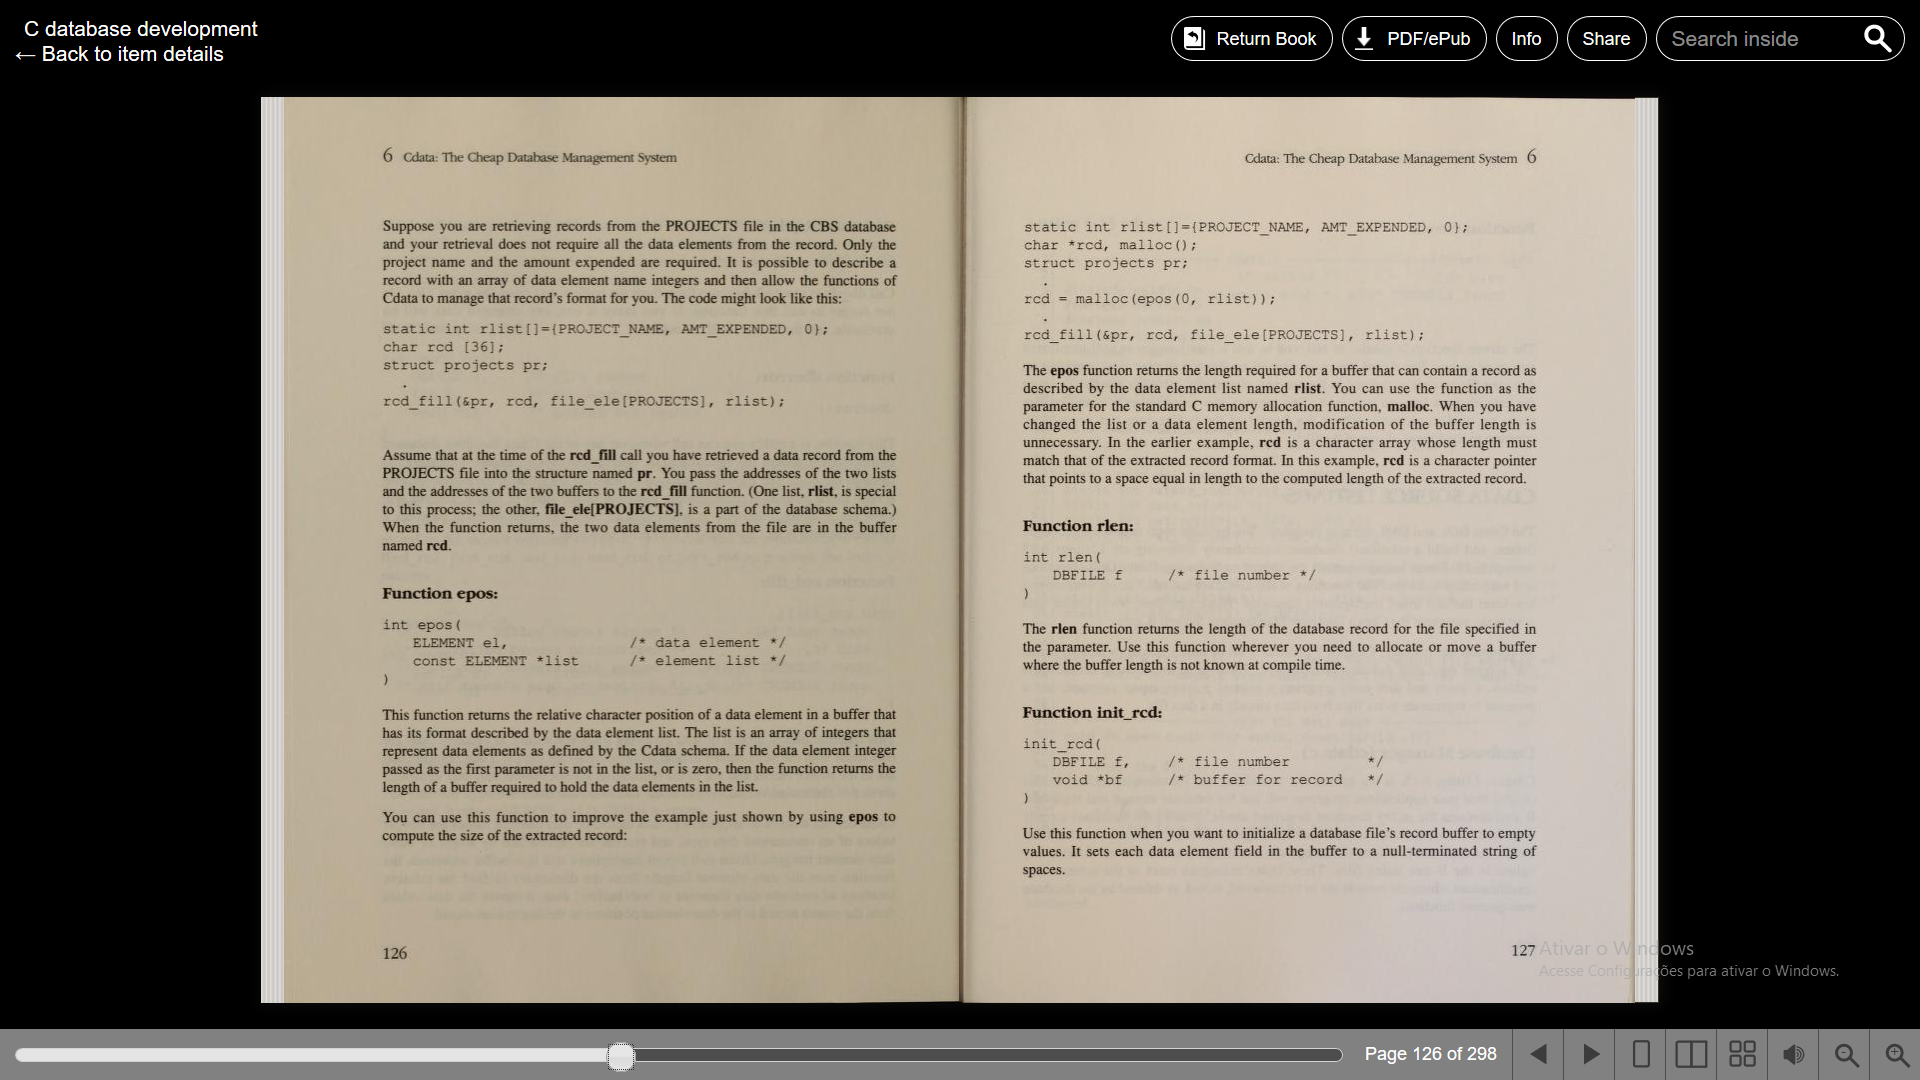 C database development
← Back to item details
Return Book
PDF/ePub
Info
Share
Search inside
6 Cdata: The Cheap Database Management System
Suppose you are retrieving records from the PROJECTS file in the CBS database
and your retrieval does not require all the data elements from the record. Only the
project name and the amount expended are required. It is possible to describe a
record with an array of data element name integers and then allow the functions of
Cdata to manage that record's format for you. The code might look like this:
static int rlist[]={PROJECT_NAME, AMT_EXPENDED, 0};
char rcd [36];
struct projects pr;
.
rcd_fill(&pr, rcd, file_ele[PROJECTS], rlist);
Assume that at the time of the rcd_fill call you have retrieved a data record from the
PROJECTS file into the structure named pr. You pass the addresses of the two lists
and the addresses of the two buffers to the rcd_fill function. (One list, rlist, is special
to this process; the other, file_ele[PROJECTS], is a part of the database schema.)
When the function returns, the two data elements from the file are in the buffer
named rcd.
Function epos:
int epos(
ELEMENT el, /* data element */
const ELEMENT *list /* element list */
)
This function returns the relative character position of a data element in a buffer that
has its format described by the data element list. The list is an array of integers that
represent data elements as defined by the Cdata schema. If the data element integer
passed as the first parameter is not in the list, or is zero, then the function returns the
length of a buffer required to hold the data elements in the list.
You can use this function to improve the example just shown by using epos to
compute the size of the extracted record:
126
Cdata: The Cheap Database Management System 6
static int rlist[]={PROJECT_NAME, AMT_EXPENDED, 0};
char *rcd, malloc();
struct projects pr;
.
rcd = malloc(epos(0, rlist));
.
rcd_fill(&pr, rcd, file_ele[PROJECTS], rlist);
The epos function returns the length required for a buffer that can contain a record as
described by the data element list named rlist. You can use the function as the
parameter for the standard C memory allocation function, malloc. When you have
changed the list or a data element length, modification of the buffer length is
unnecessary. In the earlier example, rcd is a character array whose length must
match that of the extracted record format. In this example, rcd is a character pointer
that points to a space equal in length to the computed length of the extracted record.
Function rlen:
int rlen(
DBFILE f /* file number */
)
The rlen function returns the length of the database record for the file specified in
the parameter. Use this function wherever you need to allocate or move a buffer
where the buffer length is not known at compile time.
Function init_rcd:
init_rcd(
DBFILE f, /* file number */
void *bf /* buffer for record */
)
Use this function when you want to initialize a database file's record buffer to empty
values. It sets each data element field in the buffer to a null-terminated string of
spaces.
127
Ativar o Windows
Acesse Configurações para ativar o Windows.
Page 126 of 298